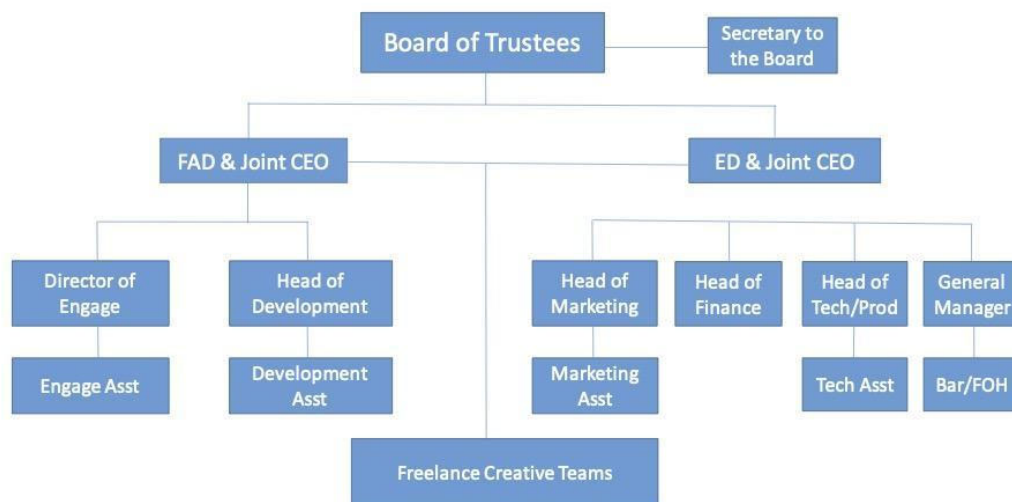 Board of Trustees
Secretary to
the Board
FAD & Joint CEO
ED & Joint CEO
Director of
Engage
Head of
Development
Head of
Marketing
Head of
Finance
Head of
Tech/Prod
General
Manager
Engage Asst
Development
Asst
Marketing
Asst
Tech Asst
Bar/FOH
Freelance Creative Teams